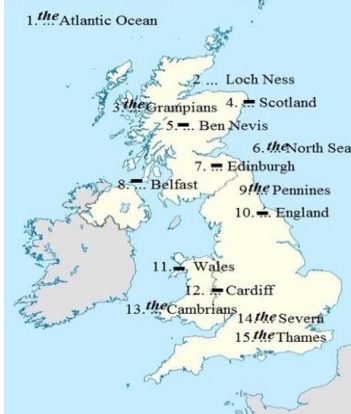 1. the Atlantic Ocean
2 ... Loch Ness
3. the Grampians
4. – Scotland
5. – ... Ben Nevis
6. the North Sea
7. – Edinburgh
8. – ... Belfast
9 the Pennines
10. – England
11. – Wales
12. – Cardiff
13. the Cambrians
14 the Severn
15. the Thames